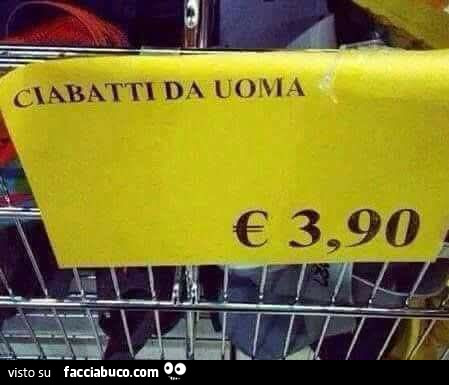 CIABATTI DA UOMA
€ 3,90
visto su facciabuco.com